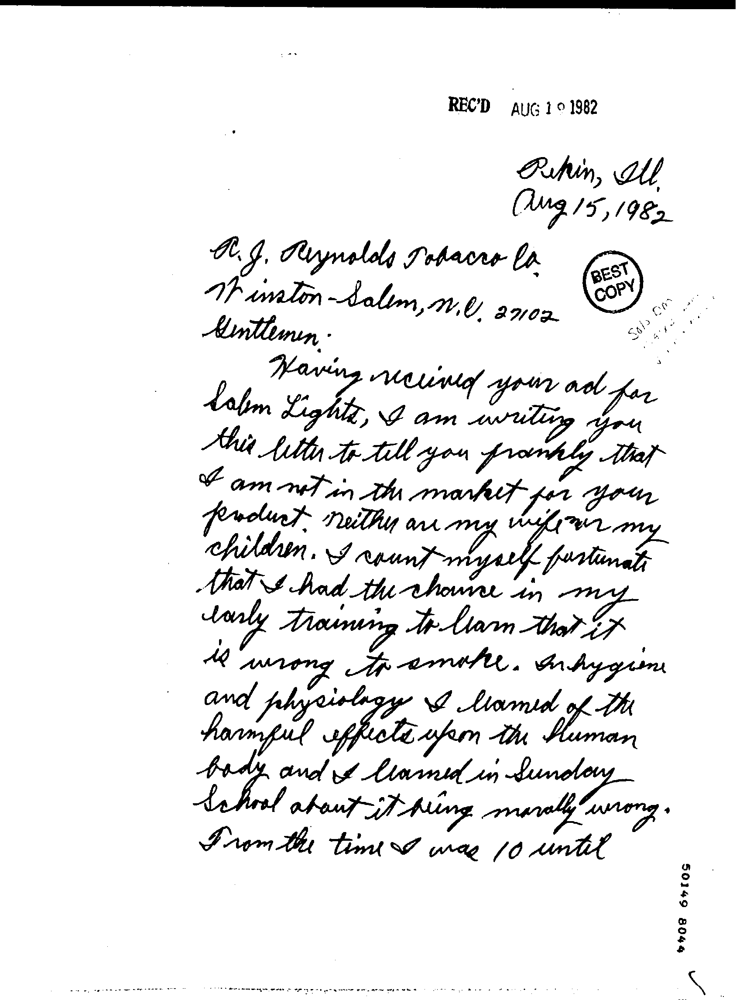 REC'D AUG 19 1982
Pekin, Ill.
Aug 15, 1982
R. J. Reynolds Tobacco Co.
Winston-Salem, N.C. 27102
BEST
COPY
Gentlemen:
Having received your ad for
Salem Lights, I am writing you
this letter to tell you frankly that
I am not in the market for your
product. Neither are my wife nor my
children. I count myself fortunate
that I had the chance in my
early training to learn that it
is wrong to smoke. In hygiene
and physiology I learned of the
harmful effects upon the human
body and I learned in Sunday
School about it being morally wrong.
From the time I was 10 until
50149 8044